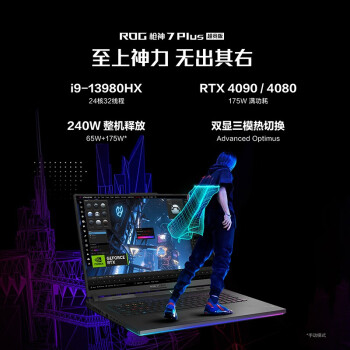 ROG 枪神 7 Plus 超竞版
至上神力 无出其右
i9-13980HX
24核32线程
RTX 4090 / 4080
175W 满功耗
240W 整机释放
65W+175W*
双显三模热切换
Advanced Optimus
GEFORCE
RTX
*手动模式